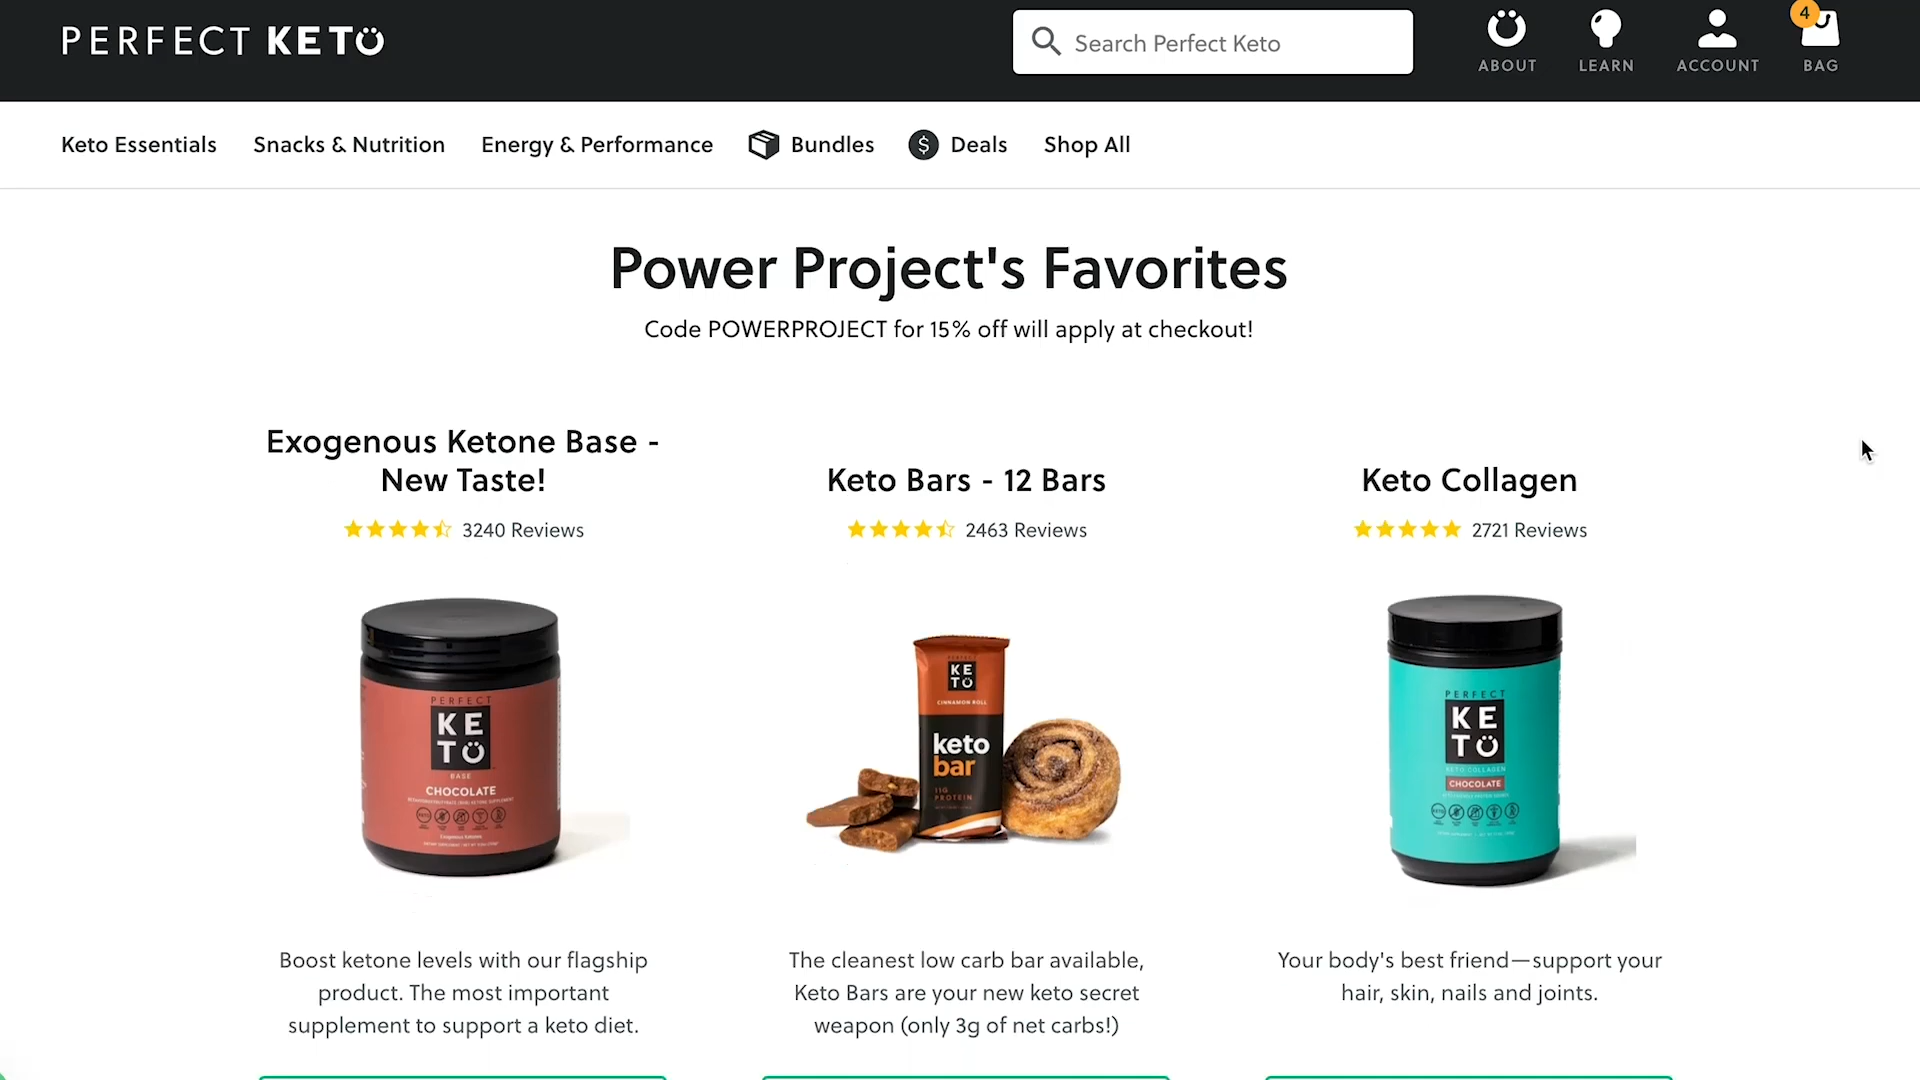 PERFECT KETO
Search Perfect Keto
ABOUT
LEARN
ACCOUNT
4
BAG
Keto Essentials
Snacks & Nutrition
Energy & Performance
Bundles
$
Deals
Shop All
Power Project's Favorites
Code POWERPROJECT for 15% off will apply at checkout!
Exogenous Ketone Base -
New Taste!
3240 Reviews
PERFECT
KE
TO
BASE
CHOCOLATE
Boost ketone levels with our flagship
product. The most important
supplement to support a keto diet.
Keto Bars - 12 Bars
2463 Reviews
PERFECT
KE
TO
CINNAMON ROLL
keto
bar
11G
PROTEIN
The cleanest low carb bar available,
Keto Bars are your new keto secret
weapon (only 3g of net carbs!)
Keto Collagen
2721 Reviews
PERFECT
KE
TO
KETO COLLAGEN
CHOCOLATE
Your body's best friend—support your
hair, skin, nails and joints.